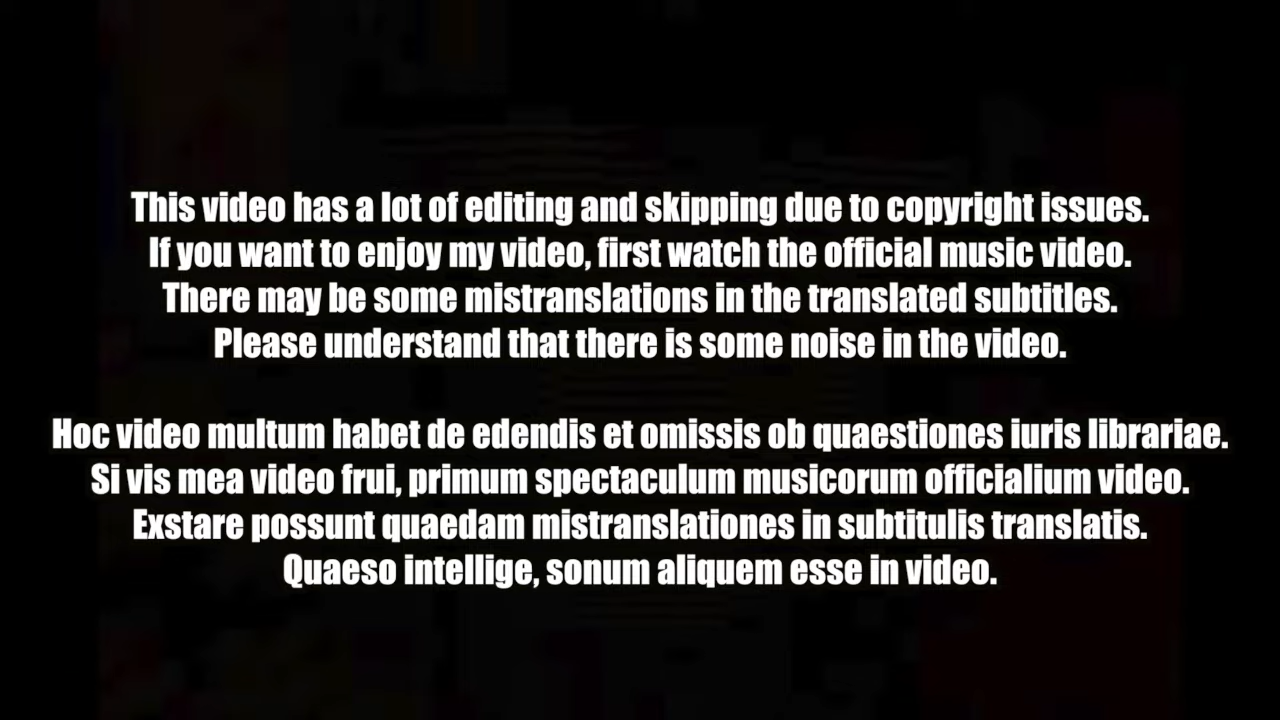 This video has a lot of editing and skipping due to copyright issues.
If you want to enjoy my video, first watch the official music video.
There may be some mistranslations in the translated subtitles.
Please understand that there is some noise in the video.
Hoc video multum habet de edendis et omissis ob quaestiones iuris librariae.
Si vis mea video frui, primum spectaculum musicorum officialium video.
Exstare possunt quaedam mistranslationes in subtitulis translatis.
Quaeso intellige, sonum aliquem esse in video.